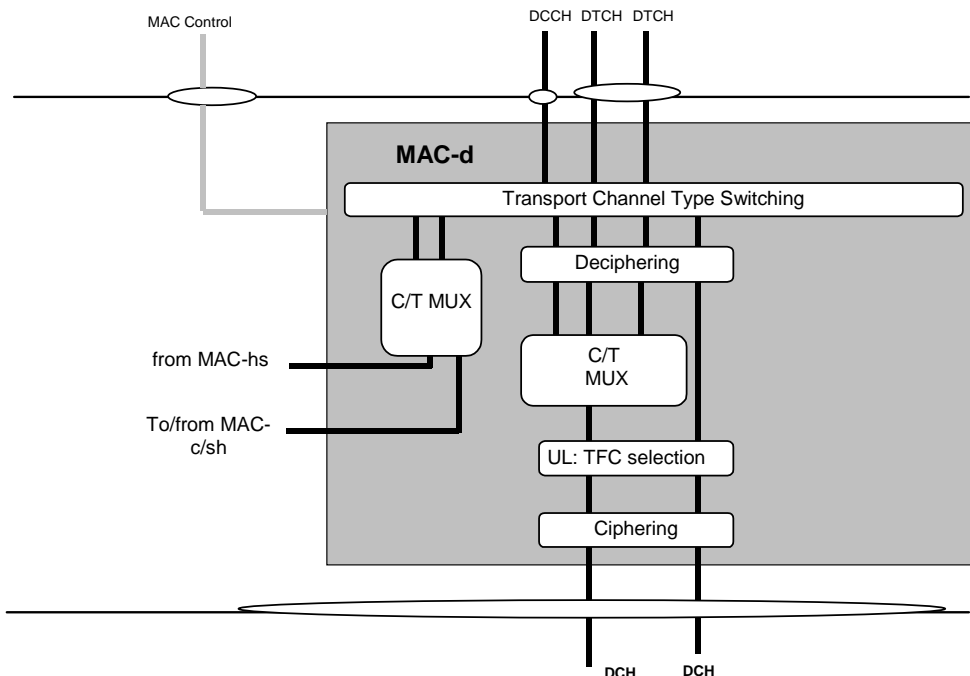 MAC Control
DCCH DTCH DTCH
MAC-d
Transport Channel Type Switching
Deciphering
C/T MUX
C/T
MUX
from MAC-hs
To/from MAC-
c/sh
UL: TFC selection
Ciphering
DCH
DCH